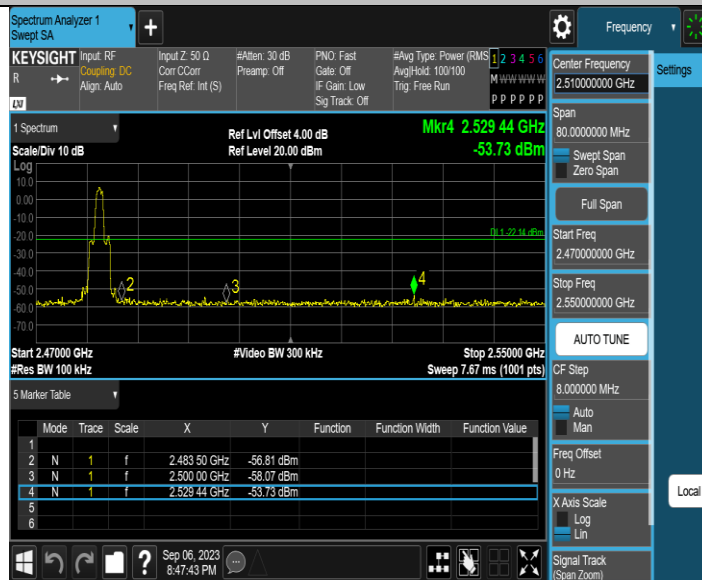 Spectrum Analyzer 1
Swept SA
+
Frequency
KEYSIGHT
R
LXI
Input: RF
Coupling: DC
Align: Auto
Input Z: 50 Ω
Corr CCorr
Freq Ref: Int (S)
#Atten: 30 dB
Preamp: Off
PNO: Fast
Gate: Off
IF Gain: Low
Sig Track: Off
#Avg Type: Power (RMS
Avg|Hold: 100/100
Trig: Free Run
1 2 3 4 5 6
M W W W W W
P P P P P P
1 Spectrum
Scale/Div 10 dB
Ref Lvl Offset 4.00 dB
Ref Level 20.00 dBm
Mkr4 2.529 44 GHz
-53.73 dBm
Log
10.0
0.00
-10.0
-20.0
-30.0
-40.0
-50.0
-60.0
-70.0
DL1 -22.14 dBm
2
3
4
Start 2.47000 GHz
#Res BW 100 kHz
#Video BW 300 kHz
Stop 2.55000 GHz
Sweep 7.67 ms (1001 pts)
5 Marker Table
Mode Trace Scale X Y Function Function Width Function Value
1
2 N 1 f 2.483 50 GHz -56.81 dBm
3 N 1 f 2.500 00 GHz -58.07 dBm
4 N 1 f 2.529 44 GHz -53.73 dBm
5
6
?
Sep 06, 2023
8:47:43 PM
Center Frequency
2.510000000 GHz
Span
80.0000000 MHz
Swept Span
Zero Span
Full Span
Start Freq
2.470000000 GHz
Stop Freq
2.550000000 GHz
AUTO TUNE
CF Step
8.000000 MHz
Auto
Man
Freq Offset
0 Hz
X Axis Scale
Log
Lin
Signal Track
(Span Zoom)
Settings
Local